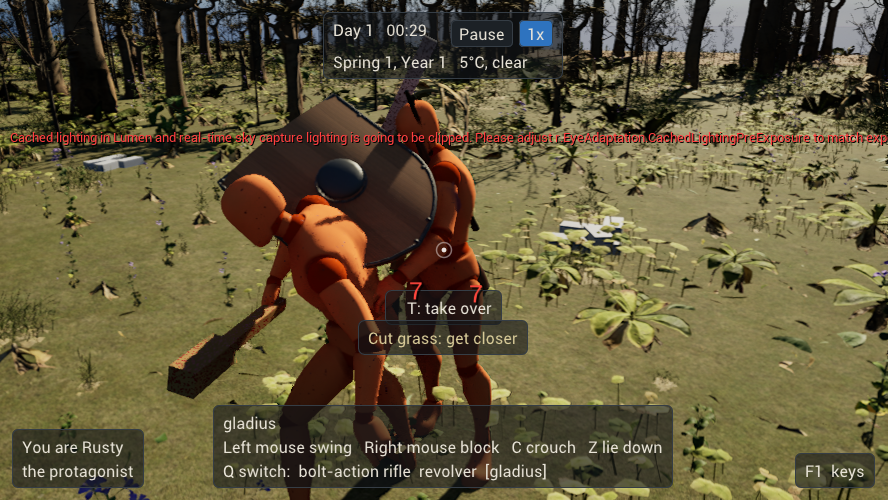 Day 1 00:29 Pause 1x
Spring 1, Year 1 5°C, clear
Cached lighting in Lumen and real-time sky capture lighting is going to be clipped. Please adjust r.EyeAdaptation.CachedLightingPreExposure to match exp
7 7
T: take over
Cut grass: get closer
gladius
Left mouse swing Right mouse block C crouch Z lie down
Q switch: bolt-action rifle revolver [gladius]
You are Rusty
the protagonist
F1 keys